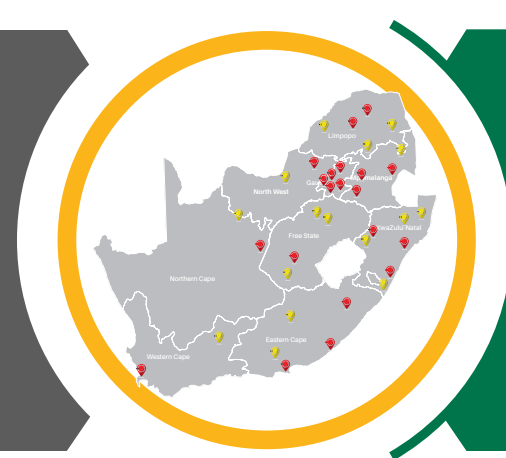 Limpopo
Mpumalanga
North West
KwaZulu Natal
Free State
Northern Cape
Eastern Cape
Western Cape